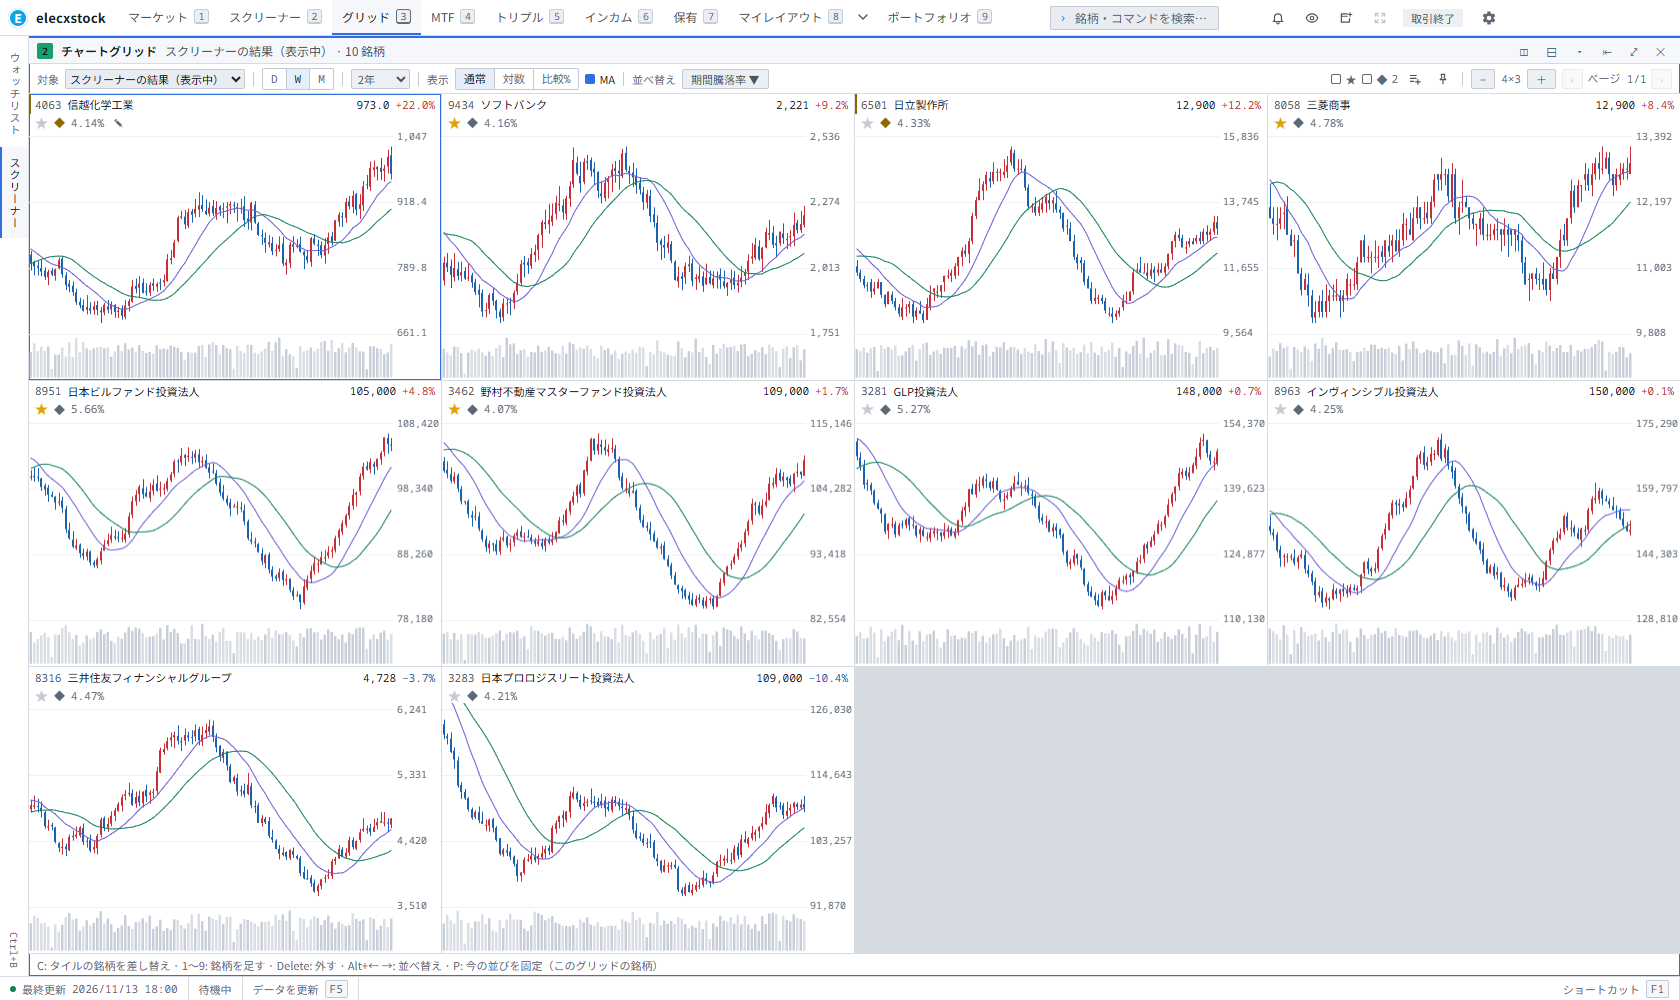 E elecxstock マーケット 1 スクリーナー 2 グリッド 3 MTF 4 トリプル 5 インカム 6 保有 7 マイレイアウト 8 ポートフォリオ 9 › 銘柄・コマンドを検索… 取引終了
ウォッチリスト
スクリーナー
Ctrl+B
2 チャートグリッド スクリーナーの結果（表示中） · 10 銘柄
対象 スクリーナーの結果（表示中） D W M 2年 表示 通常 対数 比較% MA 並べ替え 期間騰落率 ▼ ★ ◆ 2 − 4×3 + ‹ ページ 1/1 ›
4063 信越化学工業 973.0 +22.0%
★ ◆ 4.14%
1,047
918.4
789.8
661.1
9434 ソフトバンク 2,221 +9.2%
★ ◆ 4.16%
2,536
2,274
2,013
1,751
6501 日立製作所 12,900 +12.2%
★ ◆ 4.33%
15,836
13,745
11,655
9,564
8058 三菱商事 12,900 +8.4%
★ ◆ 4.78%
13,392
12,197
11,003
9,808
8951 日本ビルファンド投資法人 105,000 +4.8%
★ ◆ 5.66%
108,420
98,340
88,260
78,180
3462 野村不動産マスターファンド投資法人 109,000 +1.7%
★ ◆ 4.07%
115,146
104,282
93,418
82,554
3281 GLP投資法人 148,000 +0.7%
★ ◆ 5.27%
154,370
139,623
124,877
110,130
8963 インヴィンシブル投資法人 150,000 +0.1%
★ ◆ 4.25%
175,290
159,797
144,303
128,810
8316 三井住友フィナンシャルグループ 4,728 −3.7%
★ ◆ 4.47%
6,241
5,331
4,420
3,510
3283 日本プロロジスリート投資法人 109,000 −10.4%
★ ◆ 4.21%
126,030
114,643
103,257
91,870
C: タイルの銘柄を差し替え · 1〜9: 銘柄を足す · Delete: 外す · Alt+← →: 並べ替え · P: 今の並びを固定（このグリッドの銘柄）
最終更新 2026/11/13 18:00 待機中 データを更新 F5 ショートカット F1